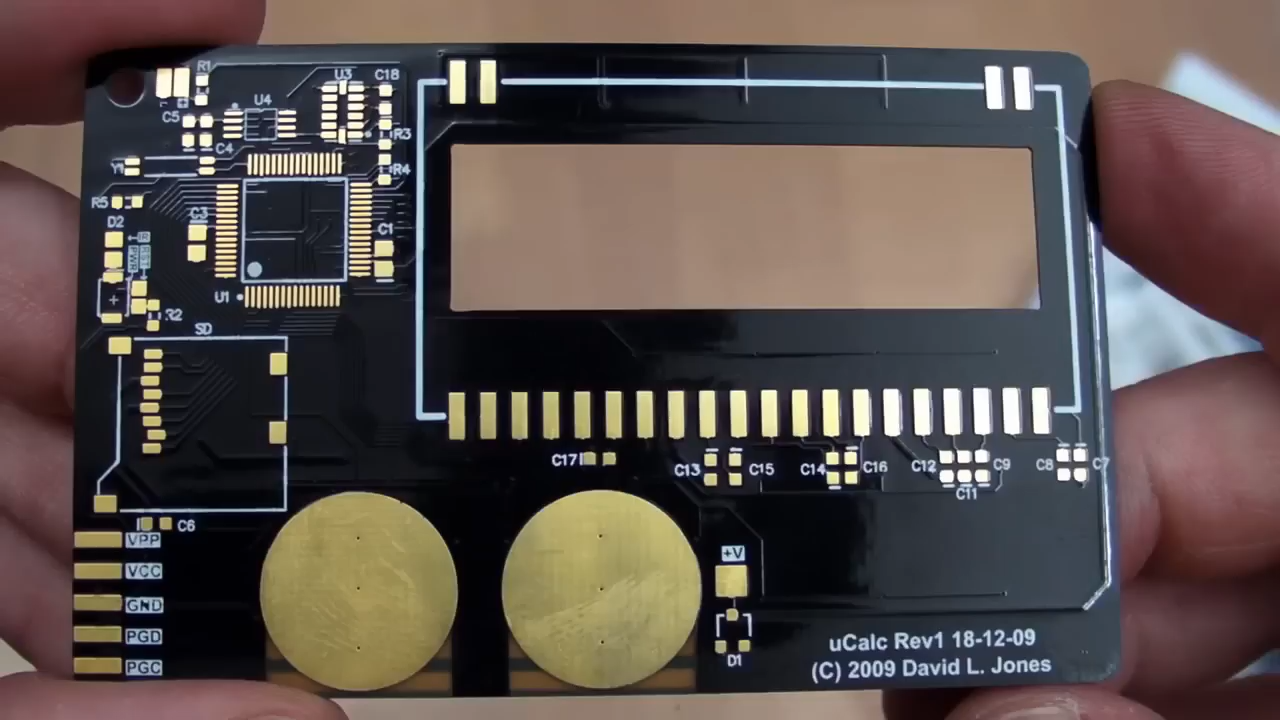 R1
U3
C18
U4
C5
R3
C4
Y1
R4
R5
C3
D2
C1
IR
U1
R2
SD
C17
C13
C15
C14
C16
C12
C9
C8
C7
C11
C6
VPP
VCC
+V
GND
PGD
D1
PGC
uCalc Rev1 18-12-09
(C) 2009 David L. Jones